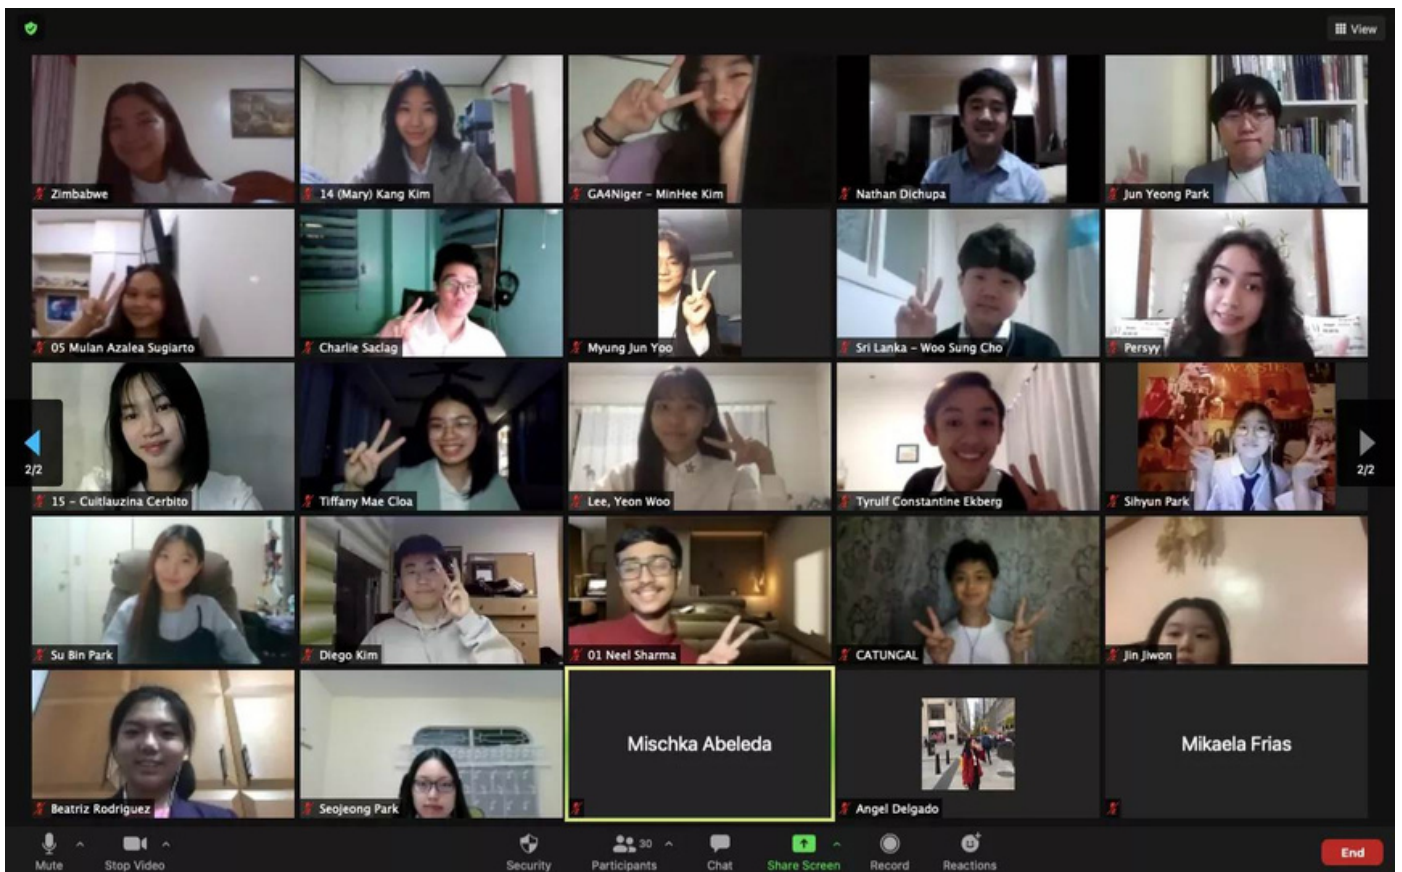 View
Zimbabwe
14 (Mary) Kang Kim
GA4Niger - MinHee Kim
Nathan Dichupa
Jun Yeong Park
05 Mulan Azalea Sugiarto
Charlie Saclag
Myung Jun Yoo
Sri Lanka - Woo Sung Cho
Persyy
MONSTER
15 - Cuitlauzina Cerbito
Tiffany Mae Cloa
Lee, Yeon Woo
Tyrulf Constantine Ekberg
Sihyun Park
2/2
2/2
Su Bin Park
Diego Kim
01 Neel Sharma
CATUNGAL
Jin Jiwon
Beatriz Rodriguez
Seojeong Park
Mischka Abeleda
Angel Delgado
Mikaela Frias
Mute
Stop Video
Security
30
Participants
Chat
Share Screen
Record
Reactions
End